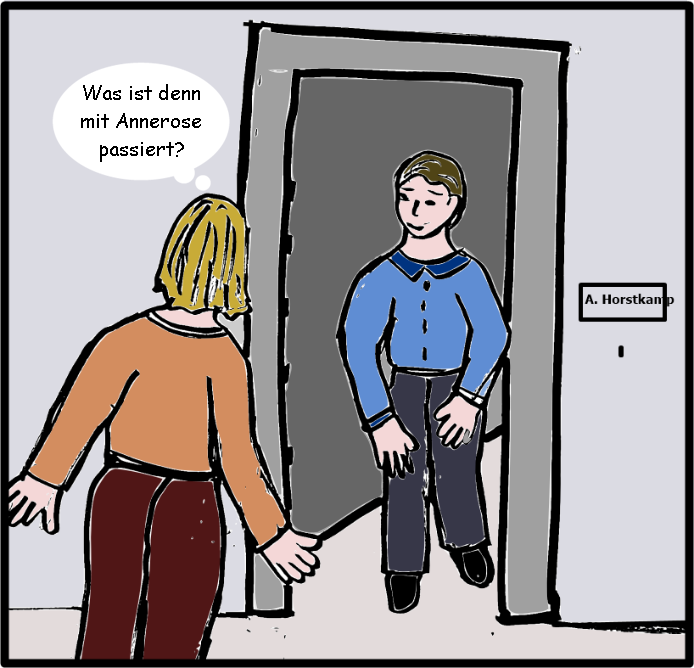 Was ist denn
mit Annerose
passiert?
A. Horstkamp